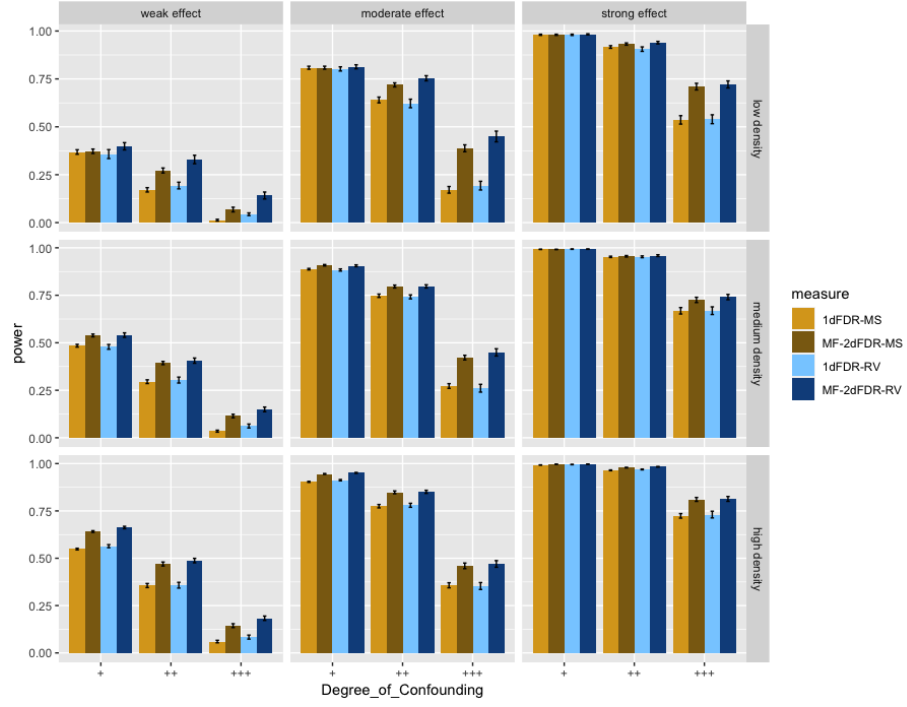 weak effect
moderate effect
strong effect
1.00
0.75
0.50
0.25
0.00
low density
1.00
0.75
0.50
0.25
0.00
medium density
1.00
0.75
0.50
0.25
0.00
high density
power
+
++
+++
+
++
+++
+
++
+++
Degree_of_Confounding
measure
1dFDR-MS
MF-2dFDR-MS
1dFDR-RV
MF-2dFDR-RV